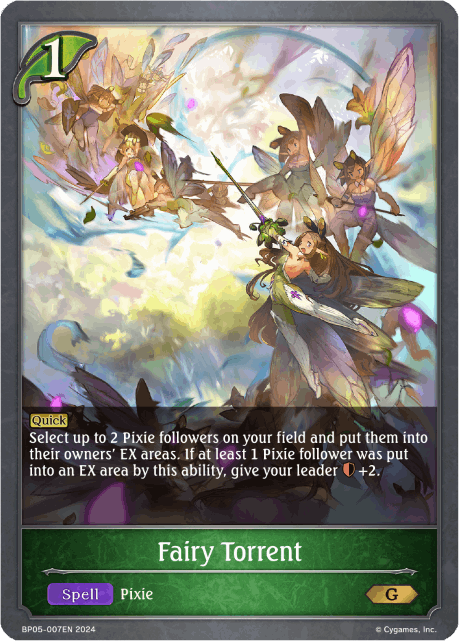 1
Quick
Select up to 2 Pixie followers on your field and put them into
their owners' EX areas. If at least 1 Pixie follower was put
into an EX area by this ability, give your leader +2.
Fairy Torrent
Spell Pixie G
BP05-007EN 2024 © Cygames, Inc.